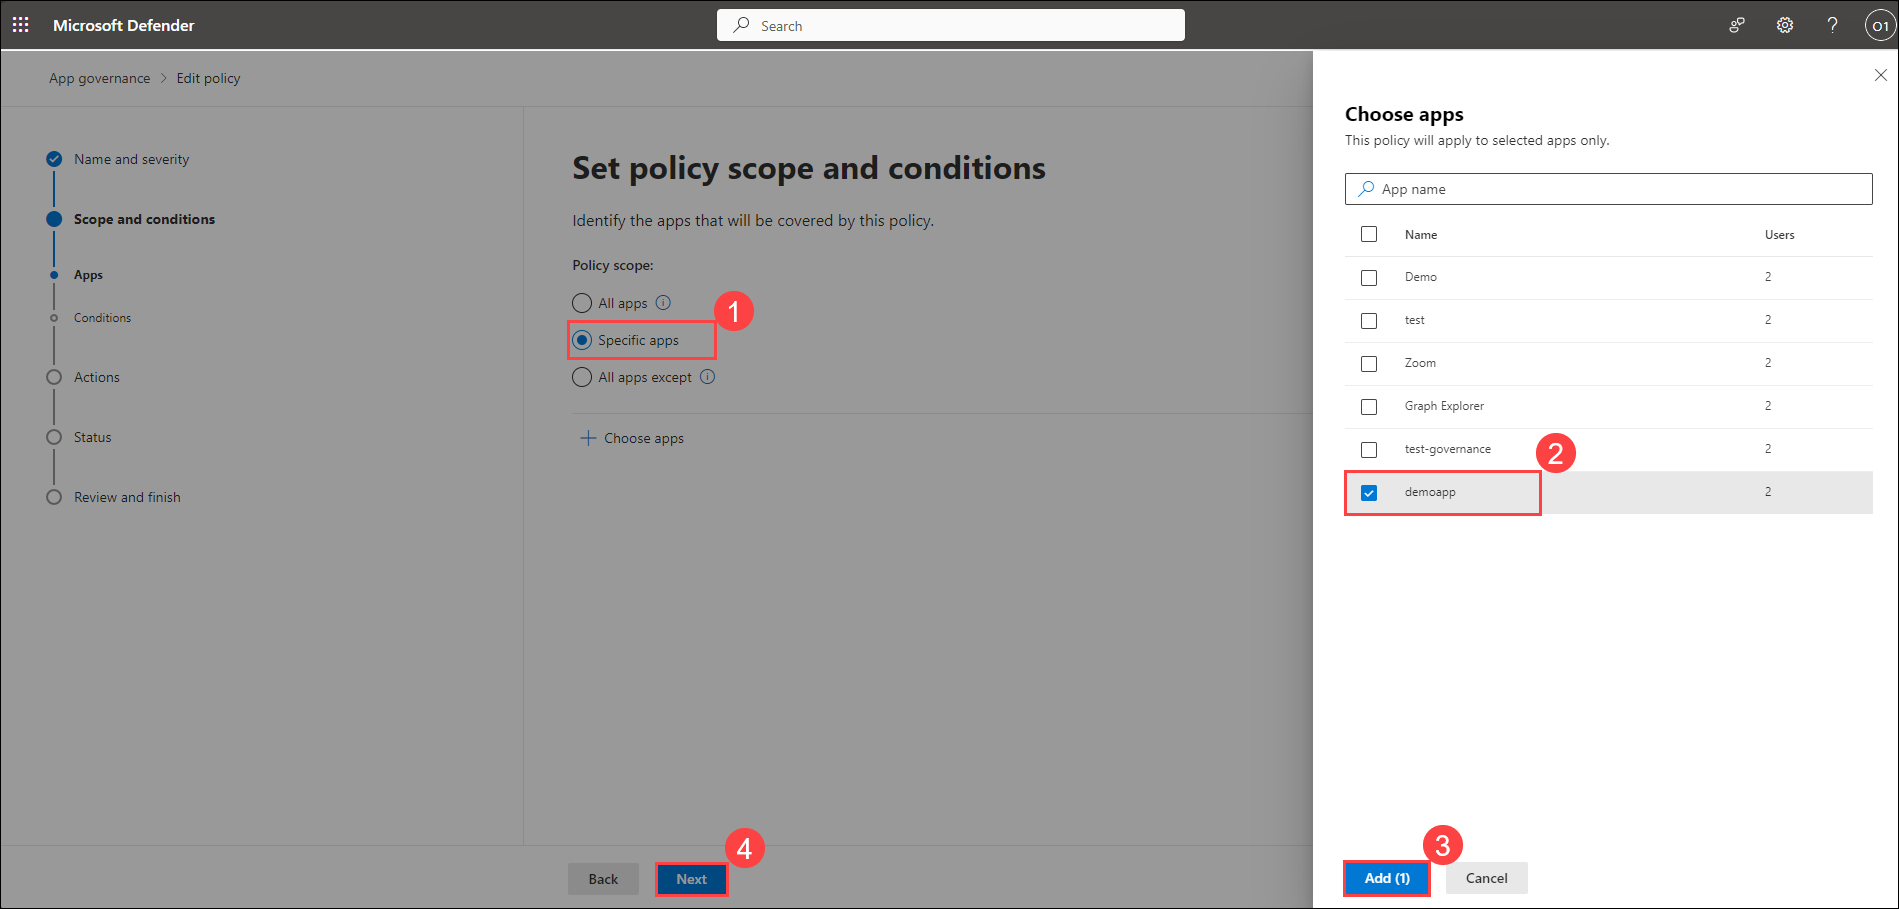 Microsoft Defender
Search
?
O1
App governance > Edit policy
Name and severity
Scope and conditions
Apps
Conditions
Actions
Status
Review and finish
Set policy scope and conditions
Identify the apps that will be covered by this policy.
Policy scope:
All apps
1
Specific apps
All apps except
+ Choose apps
4
Back
Next
Choose apps
This policy will apply to selected apps only.
App name
Name Users
Demo 2
test 2
Zoom 2
Graph Explorer 2
test-governance 2
2
demoapp 2
3
Add (1)
Cancel